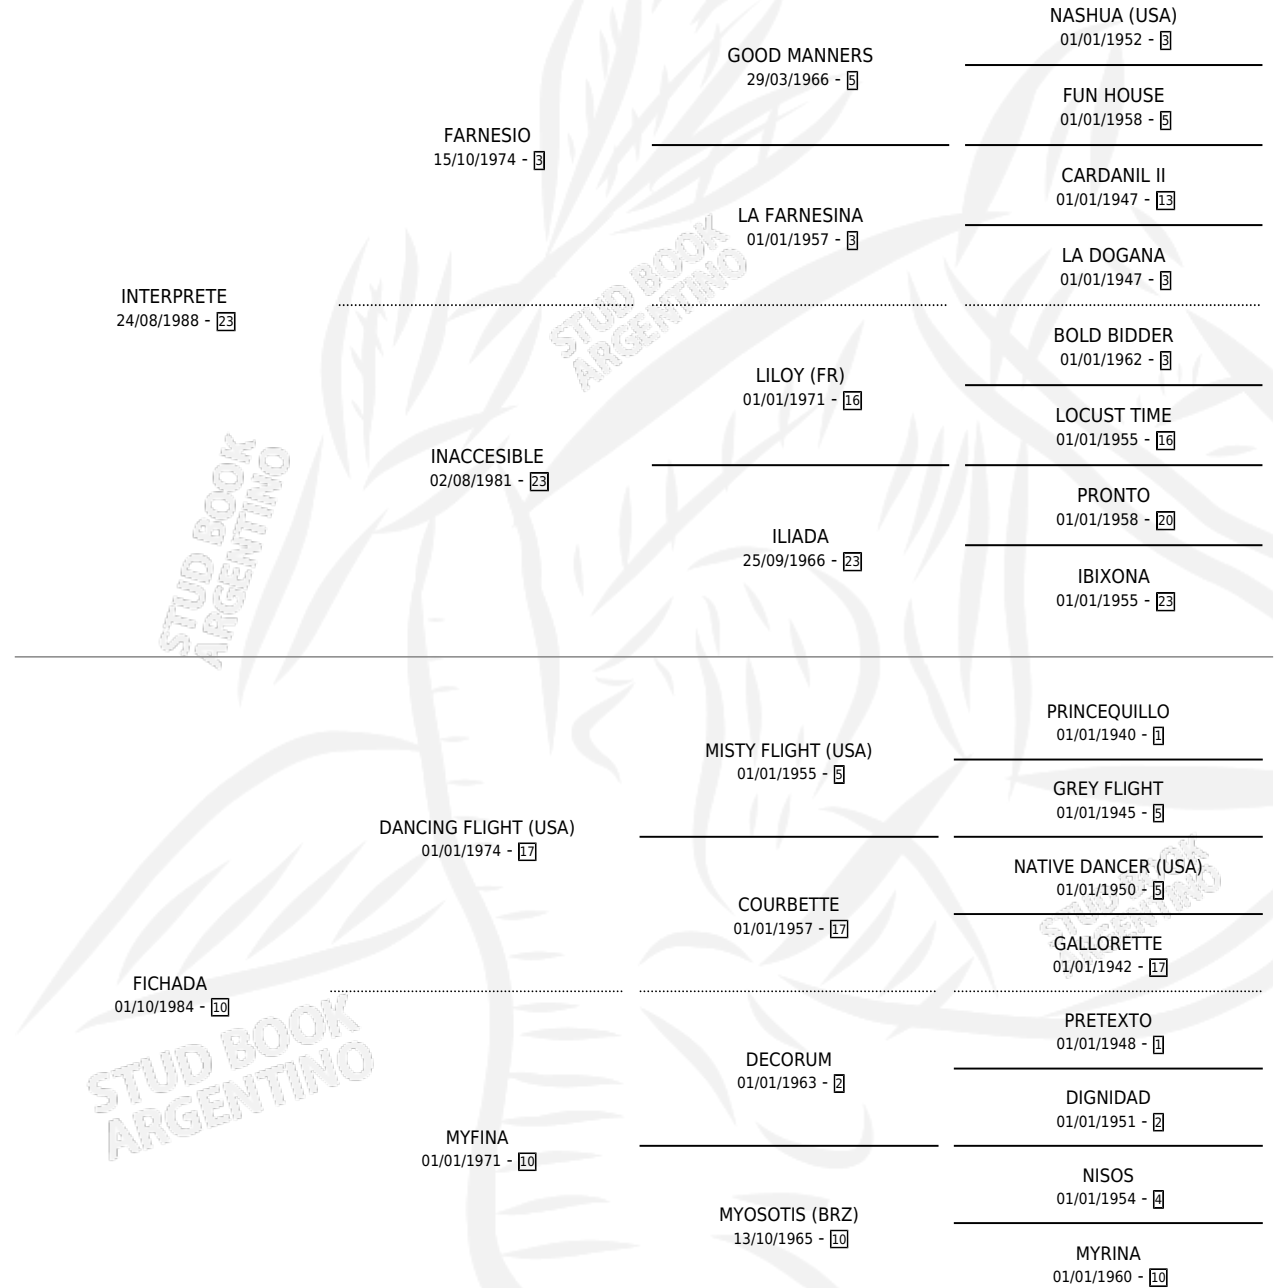 NASHUA (USA)
01/01/1952 - 3
GOOD MANNERS
29/03/1966 - 5
FUN HOUSE
01/01/1958 - 5
FARNESIO
15/10/1974 - 3
CARDANIL II
01/01/1947 - 13
LA FARNESINA
01/01/1957 - 3
LA DOGANA
01/01/1947 - 3
INTERPRETE
24/08/1988 - 23
BOLD BIDDER
01/01/1962 - 3
LILOY (FR)
01/01/1971 - 16
LOCUST TIME
01/01/1955 - 16
INACCESIBLE
02/08/1981 - 23
PRONTO
01/01/1958 - 20
ILIADA
25/09/1966 - 23
IBIXONA
01/01/1955 - 23
STUD BOOK
ARGENTINO
STUD BOOK
ARGENTINO
PRINCEQUILLO
01/01/1940 - 1
MISTY FLIGHT (USA)
01/01/1955 - 5
GREY FLIGHT
01/01/1945 - 5
DANCING FLIGHT (USA)
01/01/1974 - 17
NATIVE DANCER (USA)
01/01/1950 - 5
COURBETTE
01/01/1957 - 17
GALLORETTE
01/01/1942 - 17
STUD BOOK
ARGENTINO
FICHADA
01/10/1984 - 10
PRETEXTO
01/01/1948 - 1
DECORUM
01/01/1963 - 2
DIGNIDAD
01/01/1951 - 2
STUD BOOK
ARGENTINO
MYFINA
01/01/1971 - 10
NISOS
01/01/1954 - 4
MYOSOTIS (BRZ)
13/10/1965 - 10
MYRINA
01/01/1960 - 10